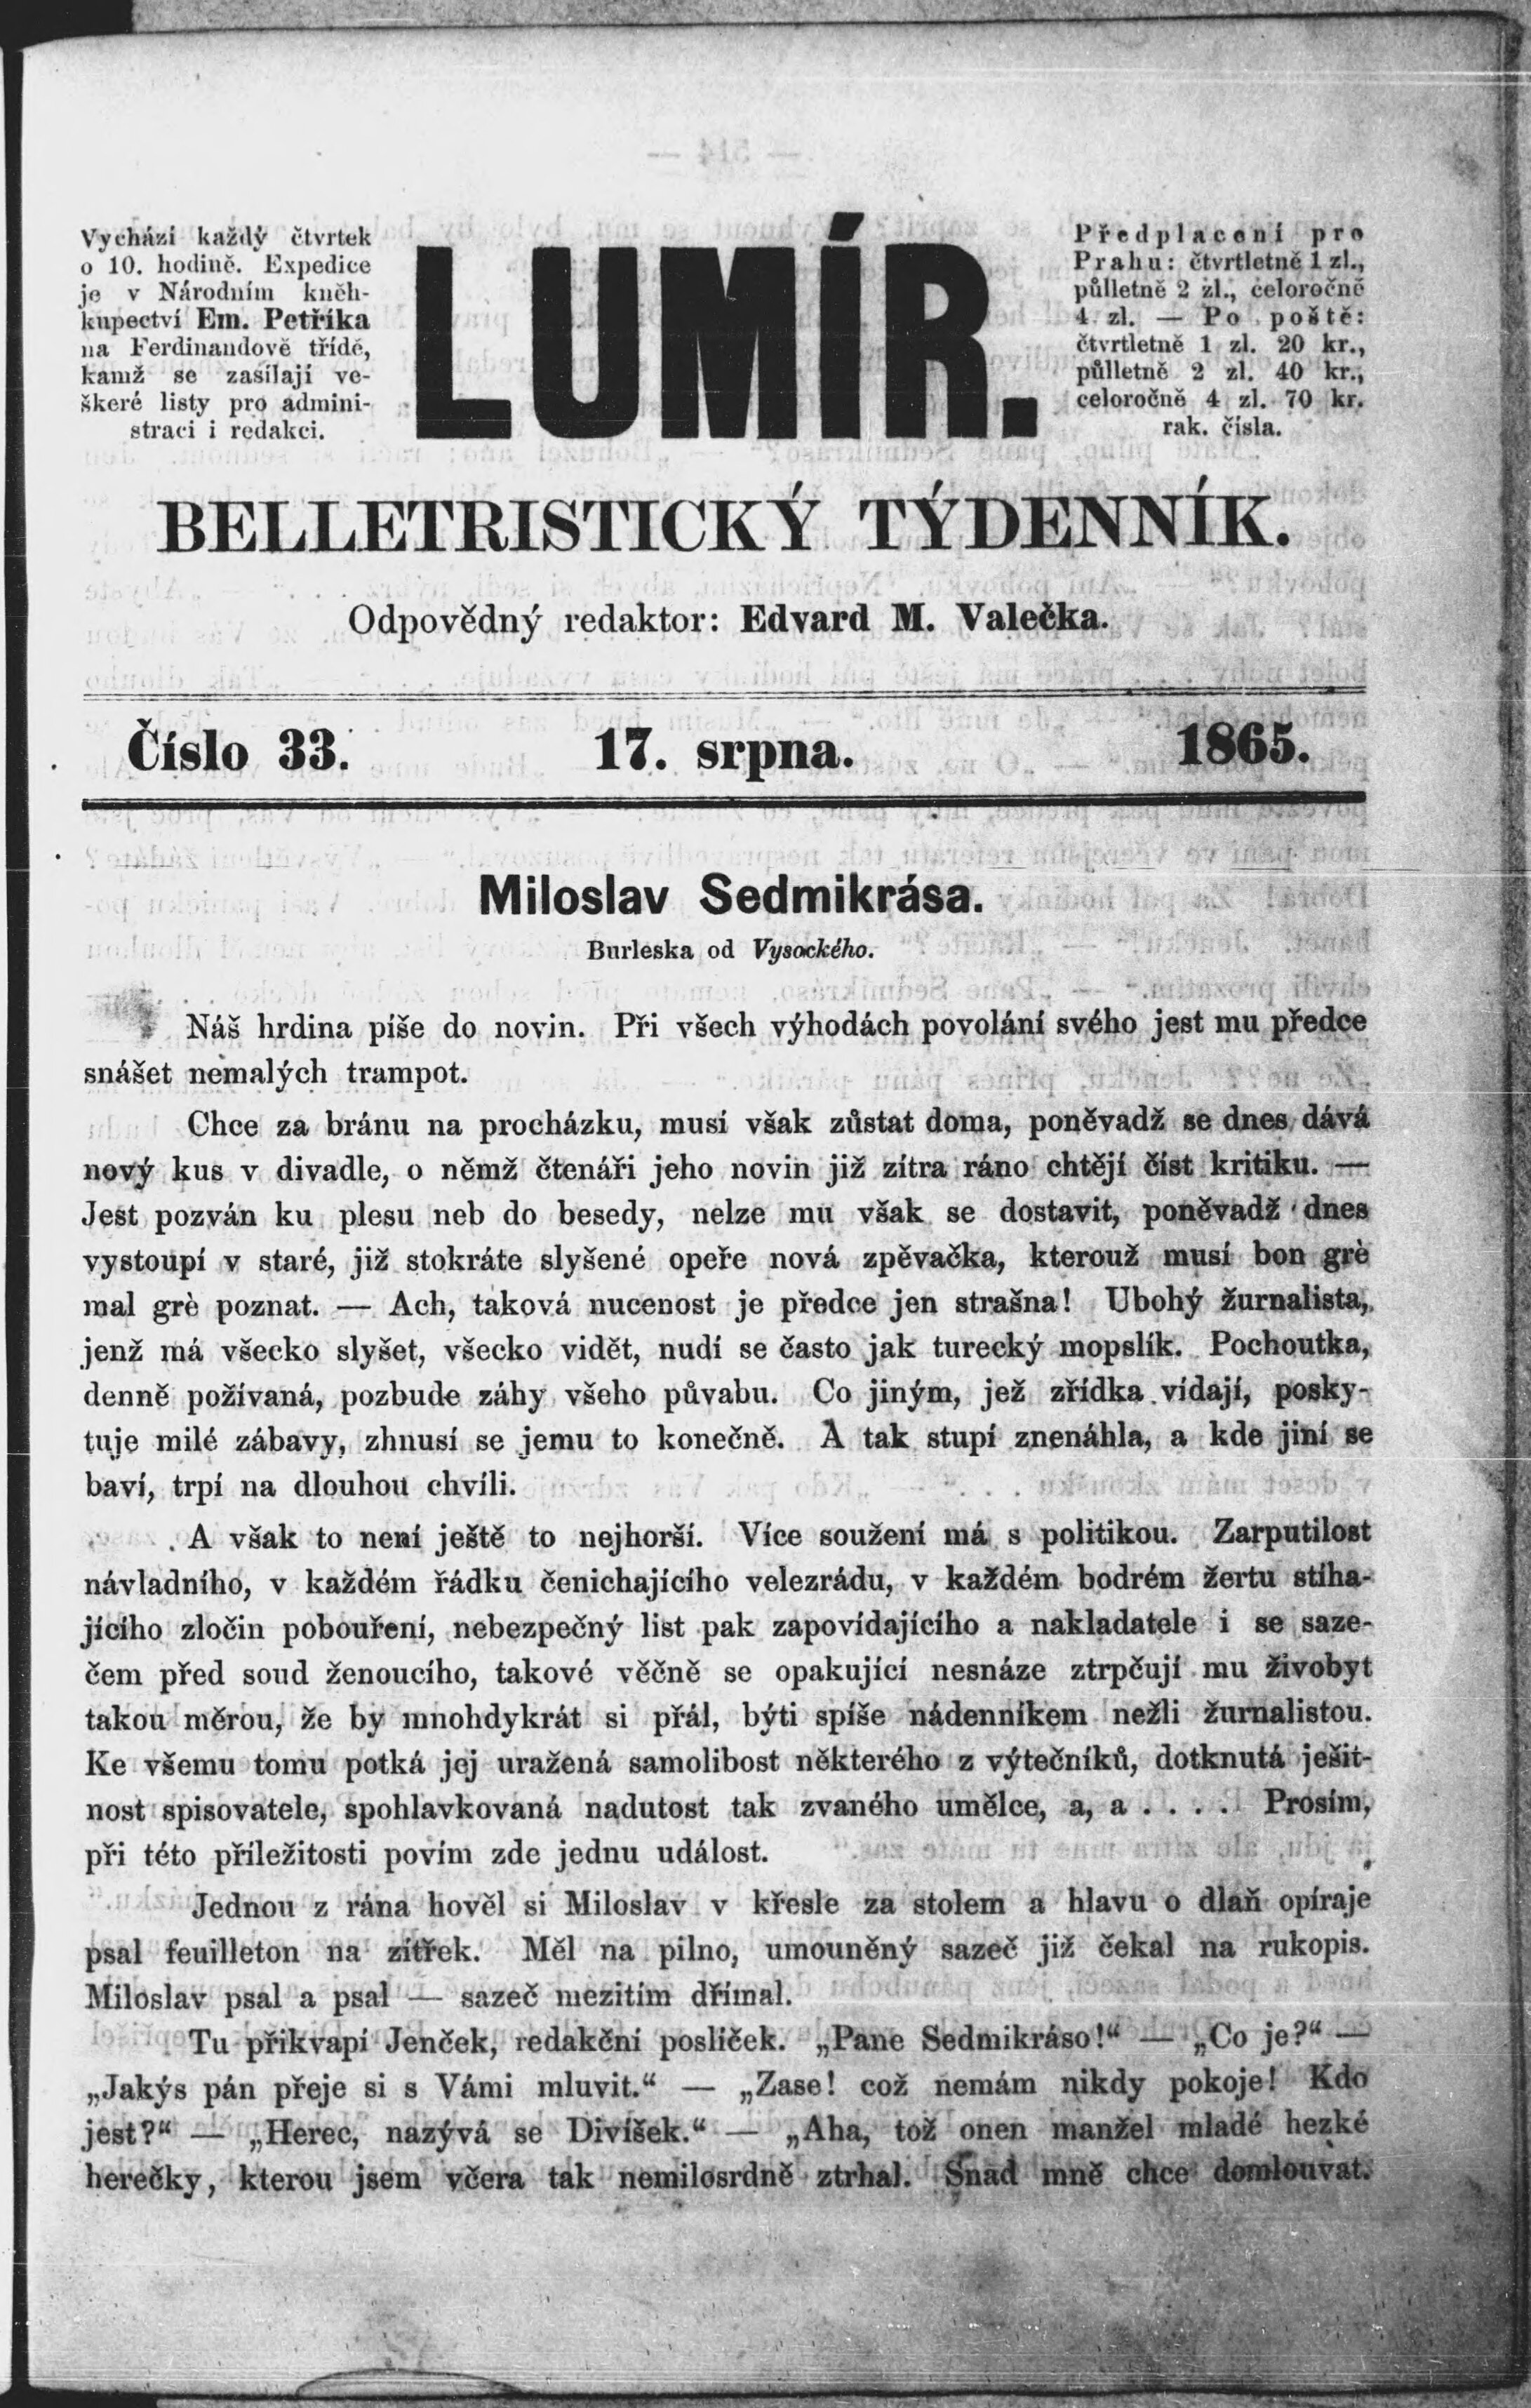 Vychází každý čtvrtek
o 10. hodině. Expedice
je v Národním kněh-
kupectví Em. Petříka
na Ferdinandově třídě,
kamž se zasílají ve-
škeré listy pro admini-
straci i redakci.
LUMÍR.
Předplacení pro
Prahu: čtvrtletně 1 zl.,
půlletně 2 zl., celoročně
4 zl. — Po poště:
čtvrtletně 1 zl. 20 kr.,
půlletně 2 zl. 40 kr.,
celoročně 4 zl. 70 kr.
rak. čísla.
BELLETRISTICKÝ TÝDENNÍK.
Odpovědný redaktor: Edvard M. Valečka.
Číslo 33. 17. srpna. 1865.
Miloslav Sedmikrása.
Burleska od Vysockého.
Náš hrdina píše do novin. Při všech výhodách povolání svého jest mu předce
snášet nemalých trampot.
Chce za bránu na procházku, musí však zůstat doma, poněvadž se dnes dává
nový kus v divadle, o němž čtenáři jeho novin již zítra ráno chtějí číst kritiku. —
Jest pozván ku plesu neb do besedy, nelze mu však se dostavit, poněvadž dnes
vystoupí v staré, již stokráte slyšené opeře nová zpěvačka, kterouž musí bon grè
mal grè poznat. — Ach, taková nucenost je předce jen strašna! Ubohý žurnalista,
jenž má všecko slyšet, všecko vidět, nudí se často jak turecký mopslík. Pochoutka,
denně požívaná, pozbude záhy všeho půvabu. Co jiným, jež zřídka vídají, posky-
tuje milé zábavy, zhnusí se jemu to konečně. A tak stupí znenáhla, a kde jiní se
baví, trpí na dlouhou chvíli.
A však to není ještě to nejhorší. Více soužení má s politikou. Zarputilost
návladního, v každém řádku čenichajícího velezrádu, v každém bodrém žertu stíha-
jícího zločin pobouření, nebezpečný list pak zapovídajícího a nakladatele i se saze-
čem před soud ženoucího, takové věčně se opakující nesnáze ztrpčují mu živobyt
takou měrou, že by mnohdykrát si přál, býti spíše nádenníkem nežli žurnalistou.
Ke všemu tomu potká jej uražená samolibost některého z výtečníků, dotknutá ješit-
nost spisovatele, spohlavkovaná nadutost tak zvaného umělce, a, a . . . . Prosím,
při této příležitosti povím zde jednu událost.
Jednou z rána hověl si Miloslav v křesle za stolem a hlavu o dlaň opíraje
psal feuilleton na zítřek. Měl na pilno, umouněný sazeč již čekal na rukopis.
Miloslav psal a psal — sazeč mezitím dřímal.
Tu přikvapí Jenček, redakční poslíček. „Pane Sedmikráso!“ — „Co je?“ —
„Jakýs pán přeje si s Vámi mluvit.“ — „Zase! což nemám nikdy pokoje! Kdo
jest?“ — „Herec, nazývá se Divíšek.“ — „Aha, tož onen manžel mladé hezké
herečky, kterou jsem včera tak nemilosrdně ztrhal. Snad mně chce domlouvat.